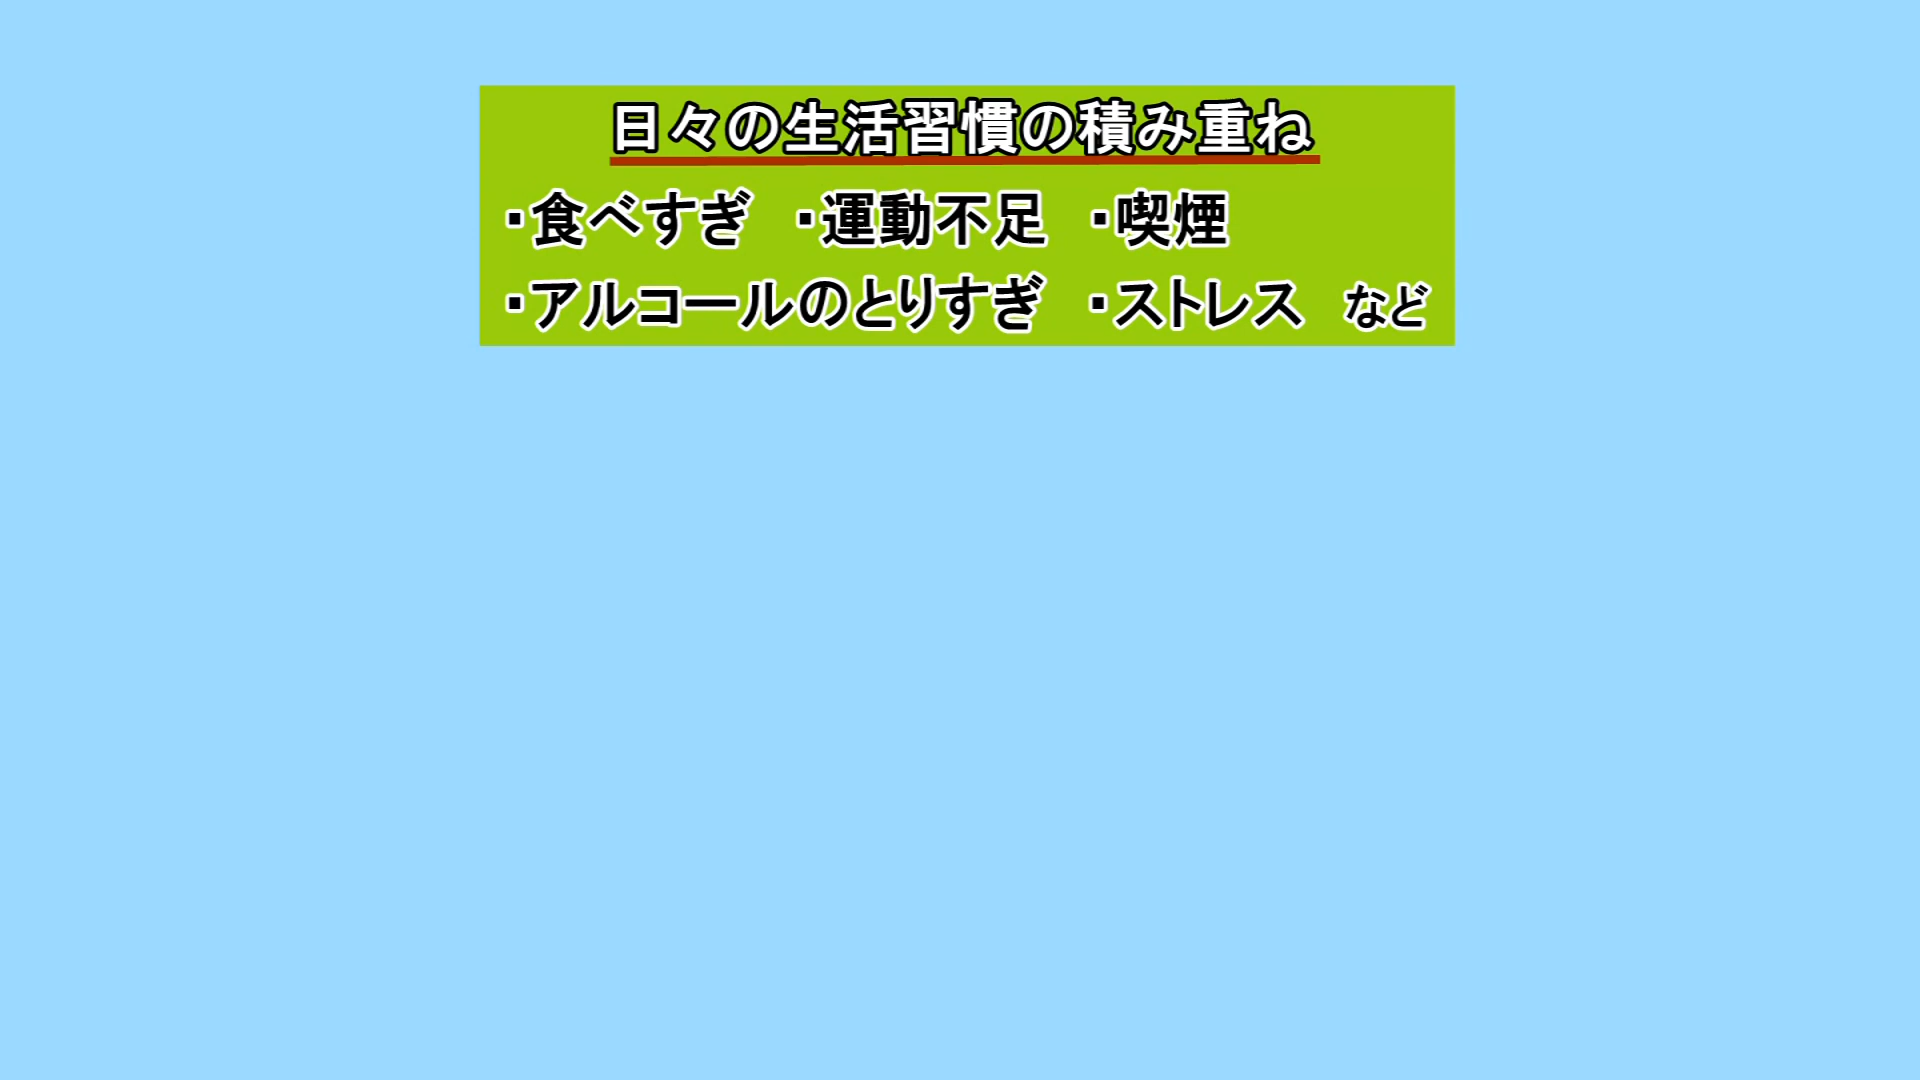 日々の生活習慣の積み重ね
・食べすぎ　・運動不足　・喫煙
・アルコールのとりすぎ　・ストレス　など